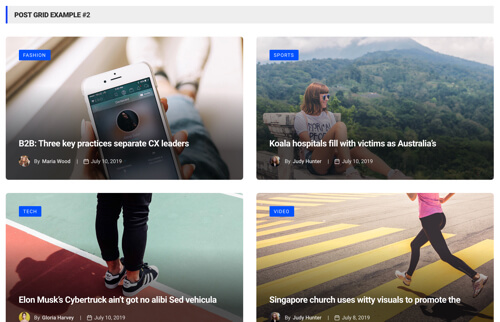 POST GRID EXAMPLE #2
FASHION
B2B: Three key practices separate CX leaders
By Maria Wood | July 10, 2019
SPORTS
Koala hospitals fill with victims as Australia's
By Judy Hunter | July 10, 2019
TECH
Elon Musk's Cybertruck ain't got no alibi Sed vehicula
By Gloria Harvey | July 10, 2019
VIDEO
Singapore church uses witty visuals to promote the
By Judy Hunter | July 8, 2019